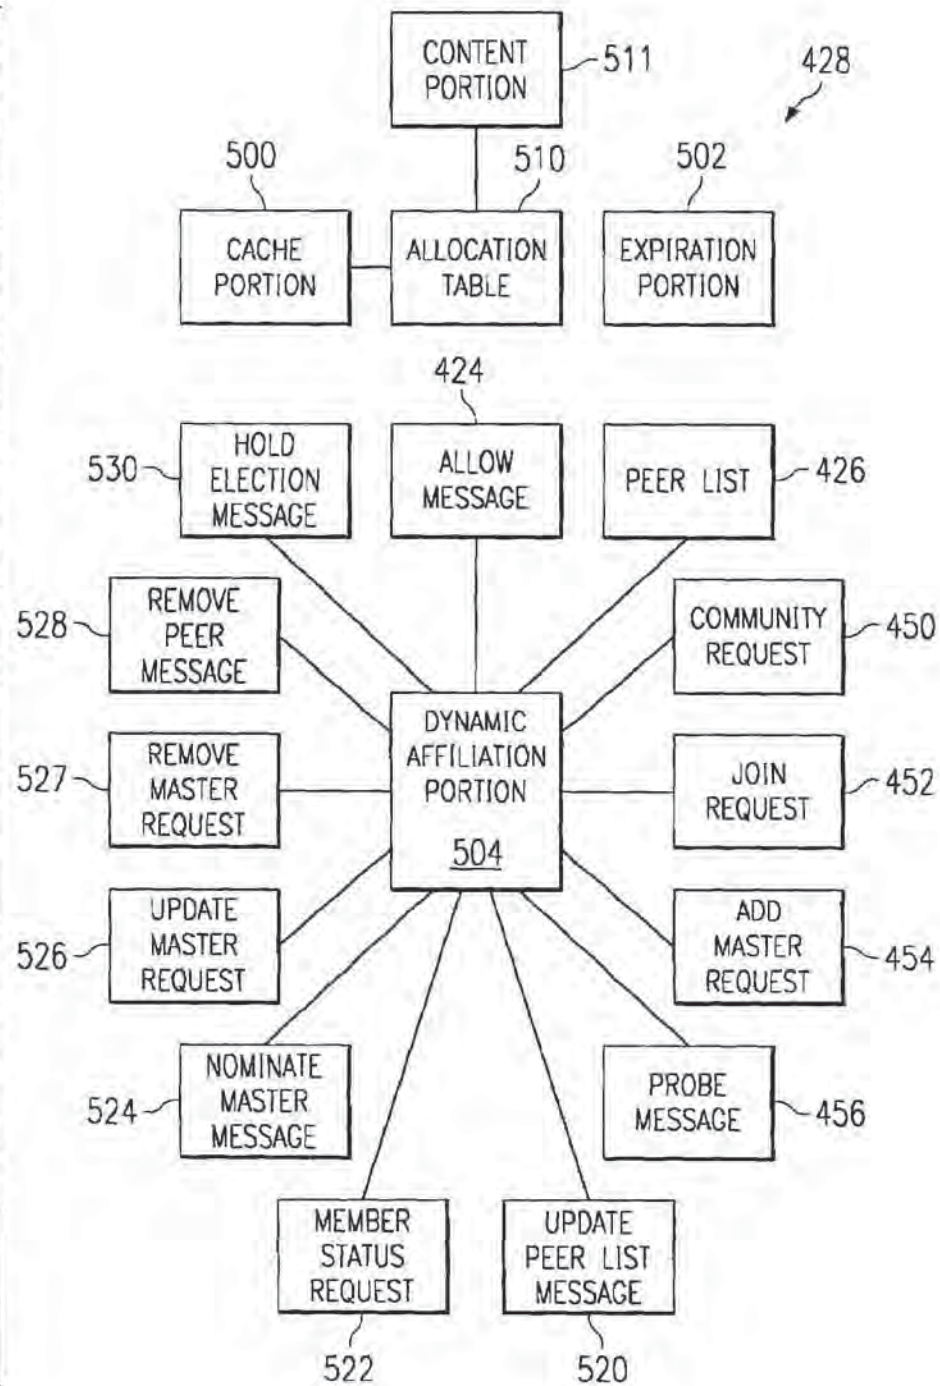 CONTENT
PORTION
511
428
500
510
502
CACHE
PORTION
ALLOCATION
TABLE
EXPIRATION
PORTION
424
530
HOLD
ELECTION
MESSAGE
ALLOW
MESSAGE
PEER LIST
426
528
REMOVE
PEER
MESSAGE
COMMUNITY
REQUEST
450
527
REMOVE
MASTER
REQUEST
DYNAMIC
AFFILIATION
PORTION
504
JOIN
REQUEST
452
526
UPDATE
MASTER
REQUEST
ADD
MASTER
REQUEST
454
524
NOMINATE
MASTER
MESSAGE
PROBE
MESSAGE
456
MEMBER
STATUS
REQUEST
522
UPDATE
PEER LIST
MESSAGE
520